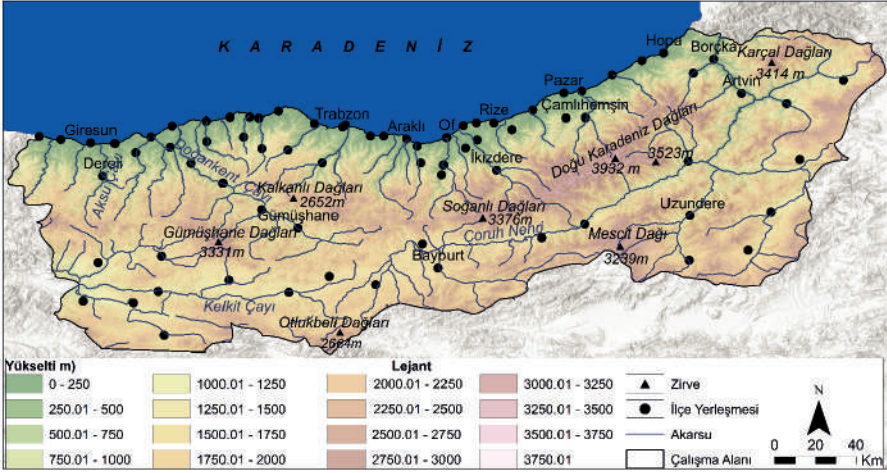 K A R A D E N İ Z
Hopa
Borçka
Karçal Dağları
3414 m
Artvin
Pazar
Çamlıhemşin
Rize
Of
Araklı
Trabzon
Giresun
Dereli
Aksu Çayı
Doğankent Çayı
İkizdere
Doğu Karadeniz Dağları
3932 m
3523m
Kalkanlı Dağları
2652m
Gümüşhane
Gümüşhane Dağları
3331m
Soğanlı Dağları
3376m
Uzundere
Çoruh Nehri
Mescit Dağı
3239m
Bayburt
Kelkit Çayı
Otlukbeli Dağları
2664m
Yükselti m)
Lejant
0 - 250
250.01 - 500
500.01 - 750
750.01 - 1000
1000.01 - 1250
1250.01 - 1500
1500.01 - 1750
1750.01 - 2000
2000.01 - 2250
2250.01 - 2500
2500.01 - 2750
2750.01 - 3000
3000.01 - 3250
3250.01 - 3500
3500.01 - 3750
3750.01
Zirve
İlçe Yerleşmesi
Akarsu
Çalışma Alanı
N
0 20 40
Km